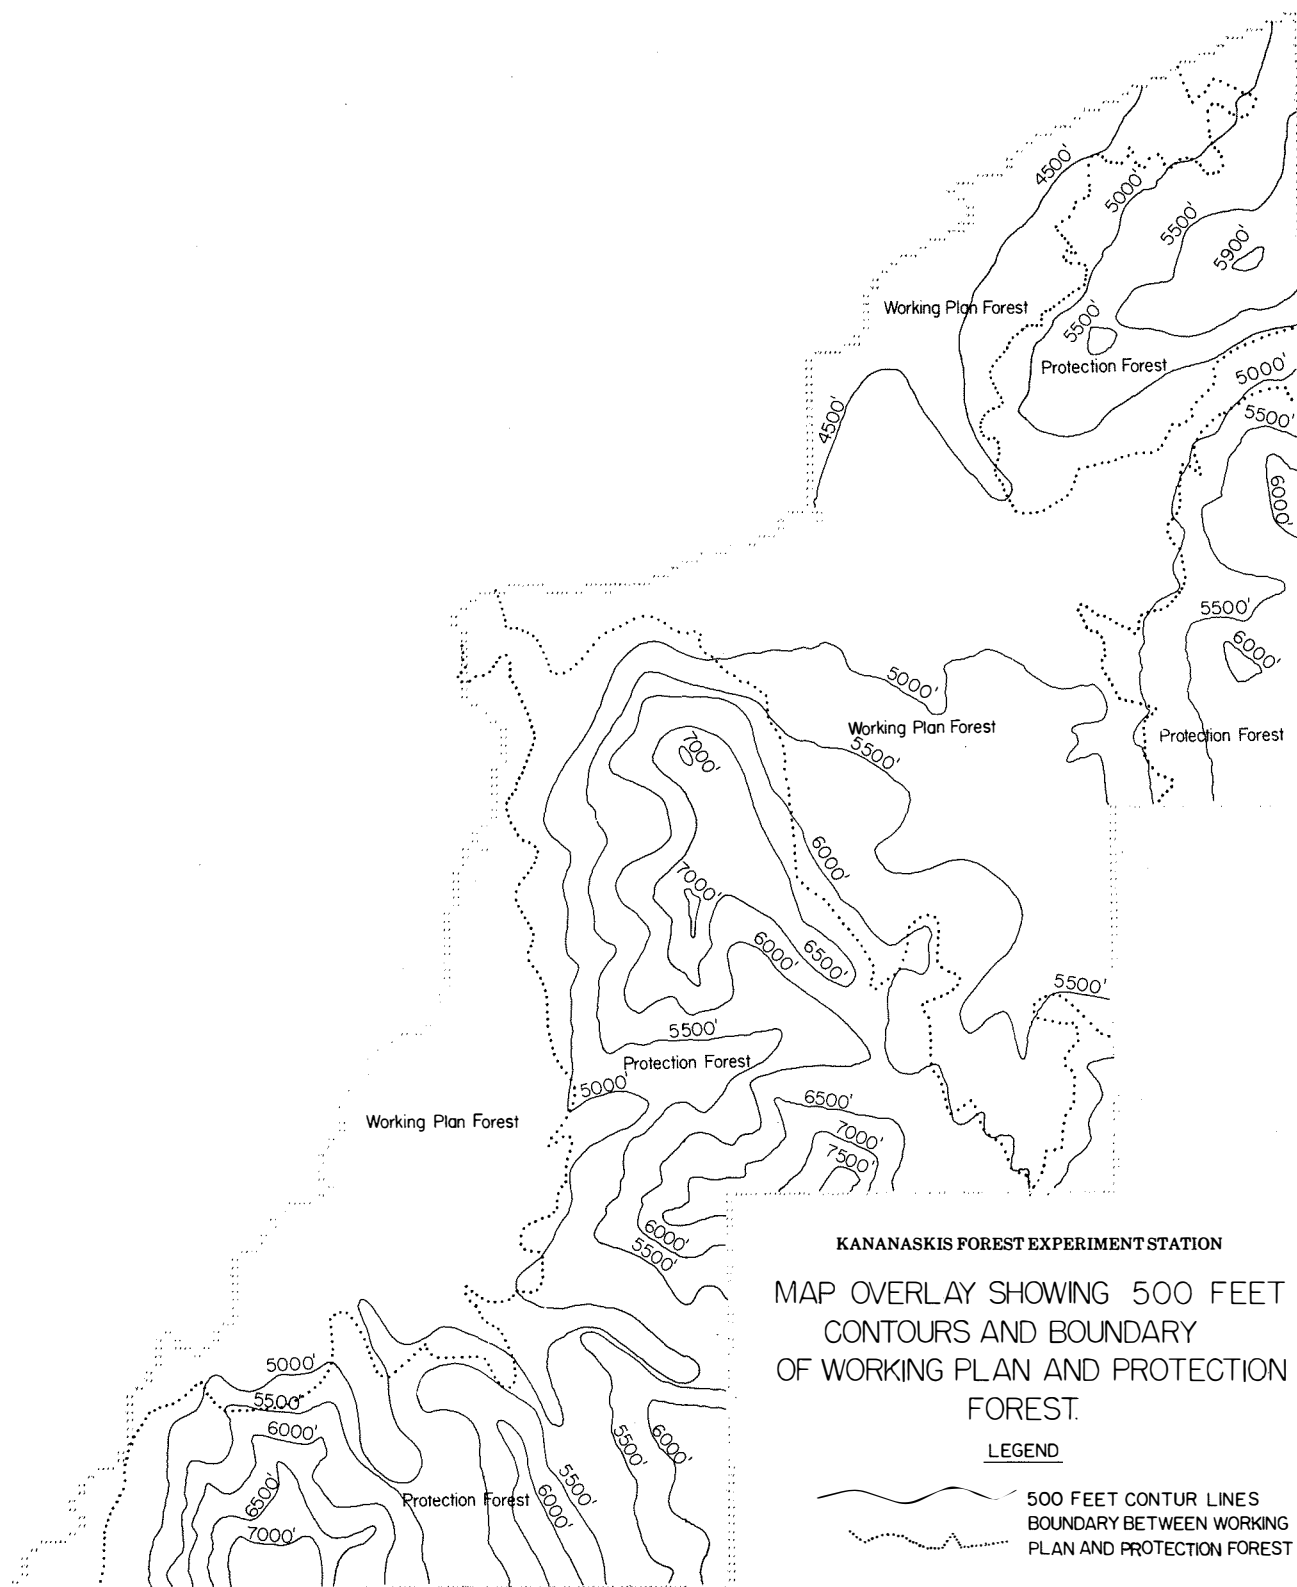 4500'
5000'
5500'
5900'
Working Plan Forest
5500'
Protection Forest
5000'
4500'
5500'
6000'
5500'
6000'
5000'
Working Plan Forest
Protection Forest
7000'
5500'
6000'
7000'
6000'
6500'
5500'
5500'
Protection Forest
5000'
6500'
Working Plan Forest
7000'
7500'
6000'
5500'
KANANASKIS FOREST EXPERIMENT STATION
MAP OVERLAY SHOWING 500 FEET
CONTOURS AND BOUNDARY
OF WORKING PLAN AND PROTECTION
FOREST.
5000'
5500'
6000'
5500'
6000'
LEGEND
6500'
5500'
6000'
Protection Forest
7000'
500 FEET CONTUR LINES
BOUNDARY BETWEEN WORKING
PLAN AND PROTECTION FOREST